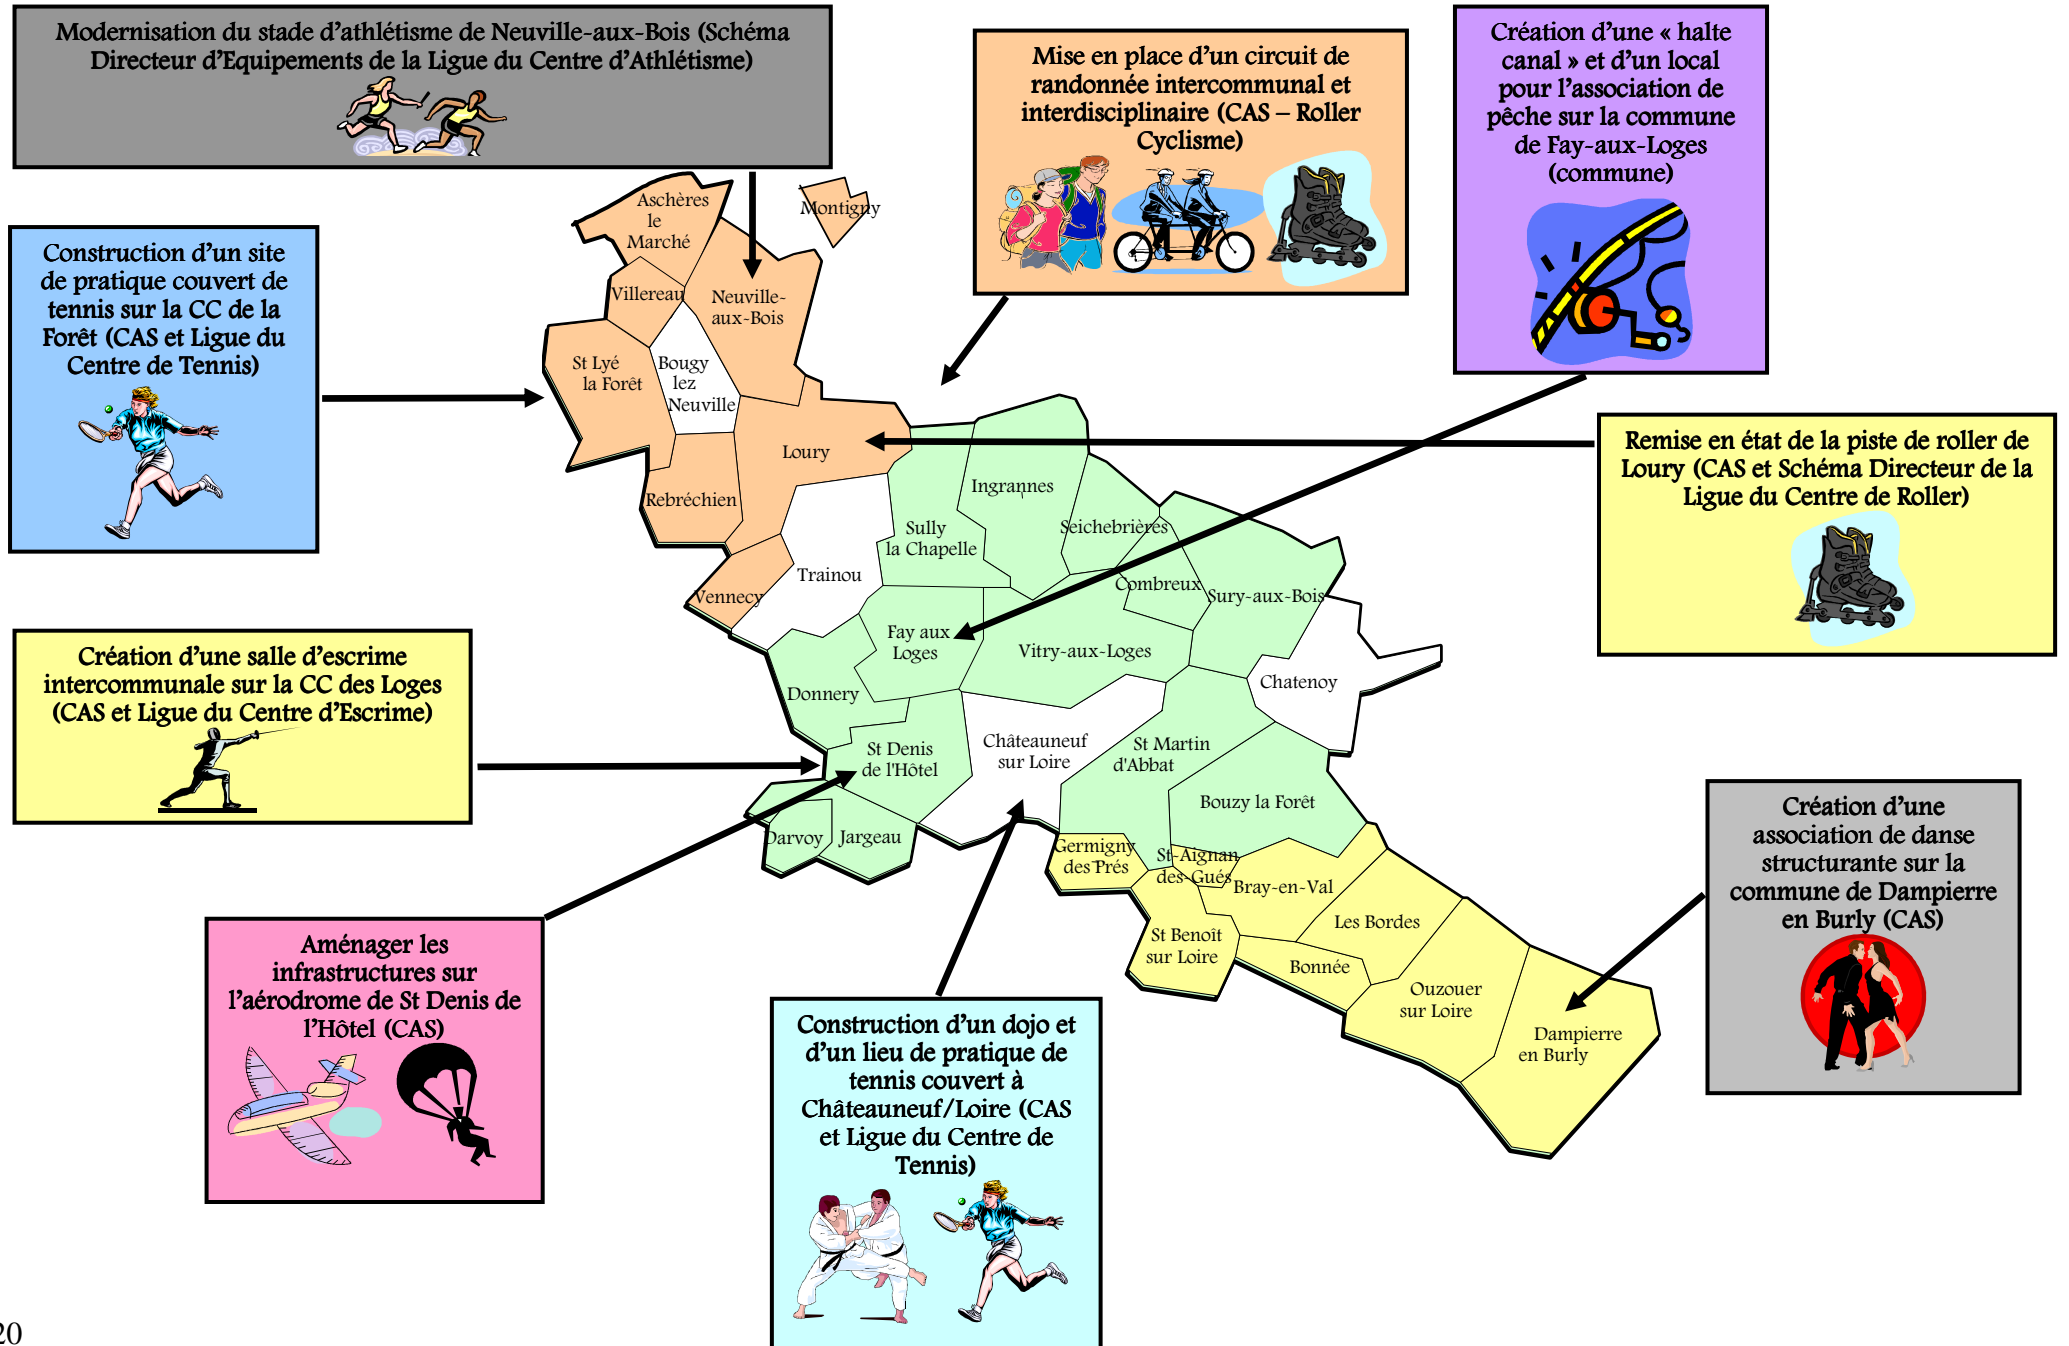 Modernisation du stade d'athlétisme de Neuville-aux-Bois (Schéma
Directeur d'Equipements de la Ligue du Centre d'Athlétisme)
Mise en place d'un circuit de
randonnée intercommunal et
interdisciplinaire (CAS – Roller
Cyclisme)
Création d'une « halte
canal » et d'un local
pour l'association de
pêche sur la commune
de Fay-aux-Loges
(commune)
Construction d'un site
de pratique couvert de
tennis sur la CC de la
Forêt (CAS et Ligue du
Centre de Tennis)
Remise en état de la piste de roller de
Loury (CAS et Schéma Directeur de la
Ligue du Centre de Roller)
Création d'une salle d'escrime
intercommunale sur la CC des Loges
(CAS et Ligue du Centre d'Escrime)
Aménager les
infrastructures sur
l'aérodrome de St Denis de
l'Hôtel (CAS)
Construction d'un dojo et
d'un lieu de pratique de
tennis couvert à
Châteauneuf/Loire (CAS
et Ligue du Centre de
Tennis)
Création d'une
association de danse
structurante sur la
commune de Dampierre
en Burly (CAS)
Aschères
le
Marché
Montigny
Villereau
Neuville-
aux-Bois
St Lyé
la Forêt
Bougy
lez
Neuville
Loury
Rebréchien
Ingrannes
Seichebrières
Sully
la Chapelle
Trainou
Vennecy
Combreux
Sury-aux-Bois
Fay aux
Loges
Vitry-aux-Loges
Donnery
Chatenoy
St Denis
de l'Hôtel
Châteauneuf
sur Loire
St Martin
d'Abbat
Bouzy la Forêt
Darvoy
Jargeau
Germigny
des Prés
St-Aignan
des-Gués
Bray-en-Val
Les Bordes
St Benoît
sur Loire
Bonnée
Ouzouer
sur Loire
Dampierre
en Burly
20